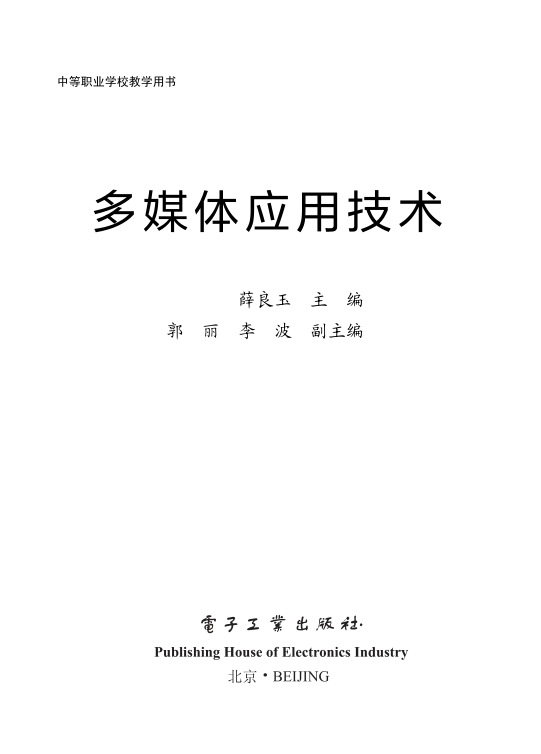 中等职业学校教学用书
多媒体应用技术
薛良玉 主 编
郭 丽 李 波 副主编
電子工業出版社·
Publishing House of Electronics Industry
北京·BEIJING